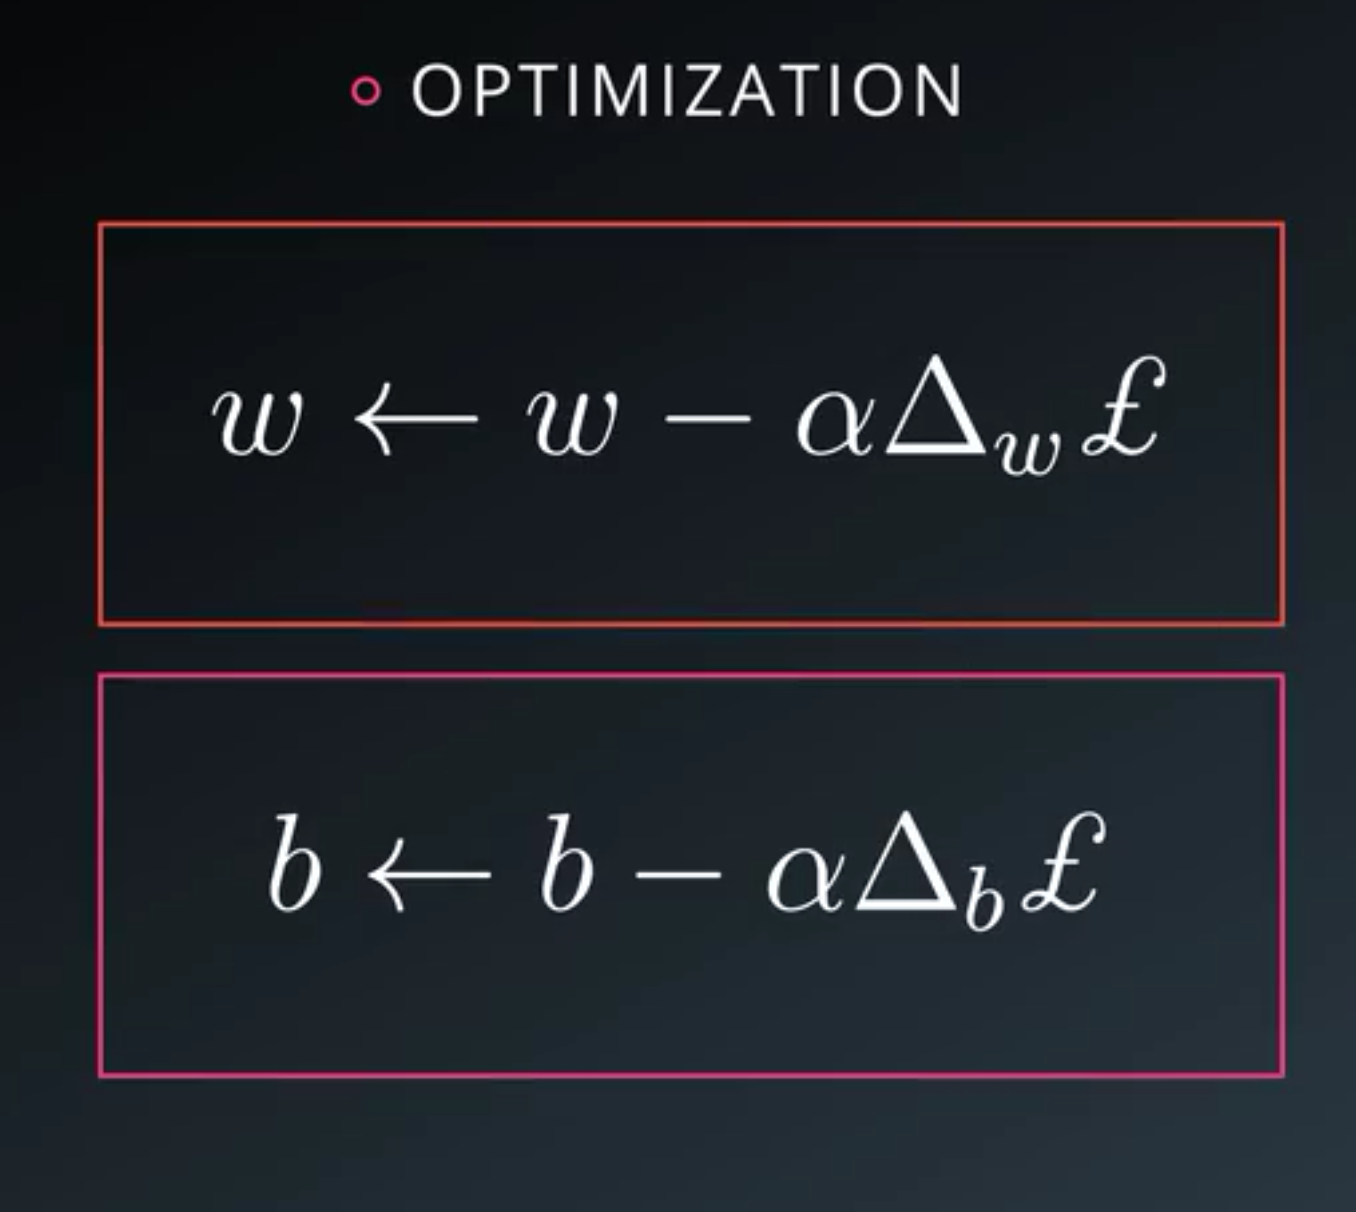 OPTIMIZATION
w ← w − αΔ_w£
b ← b − αΔ_b£